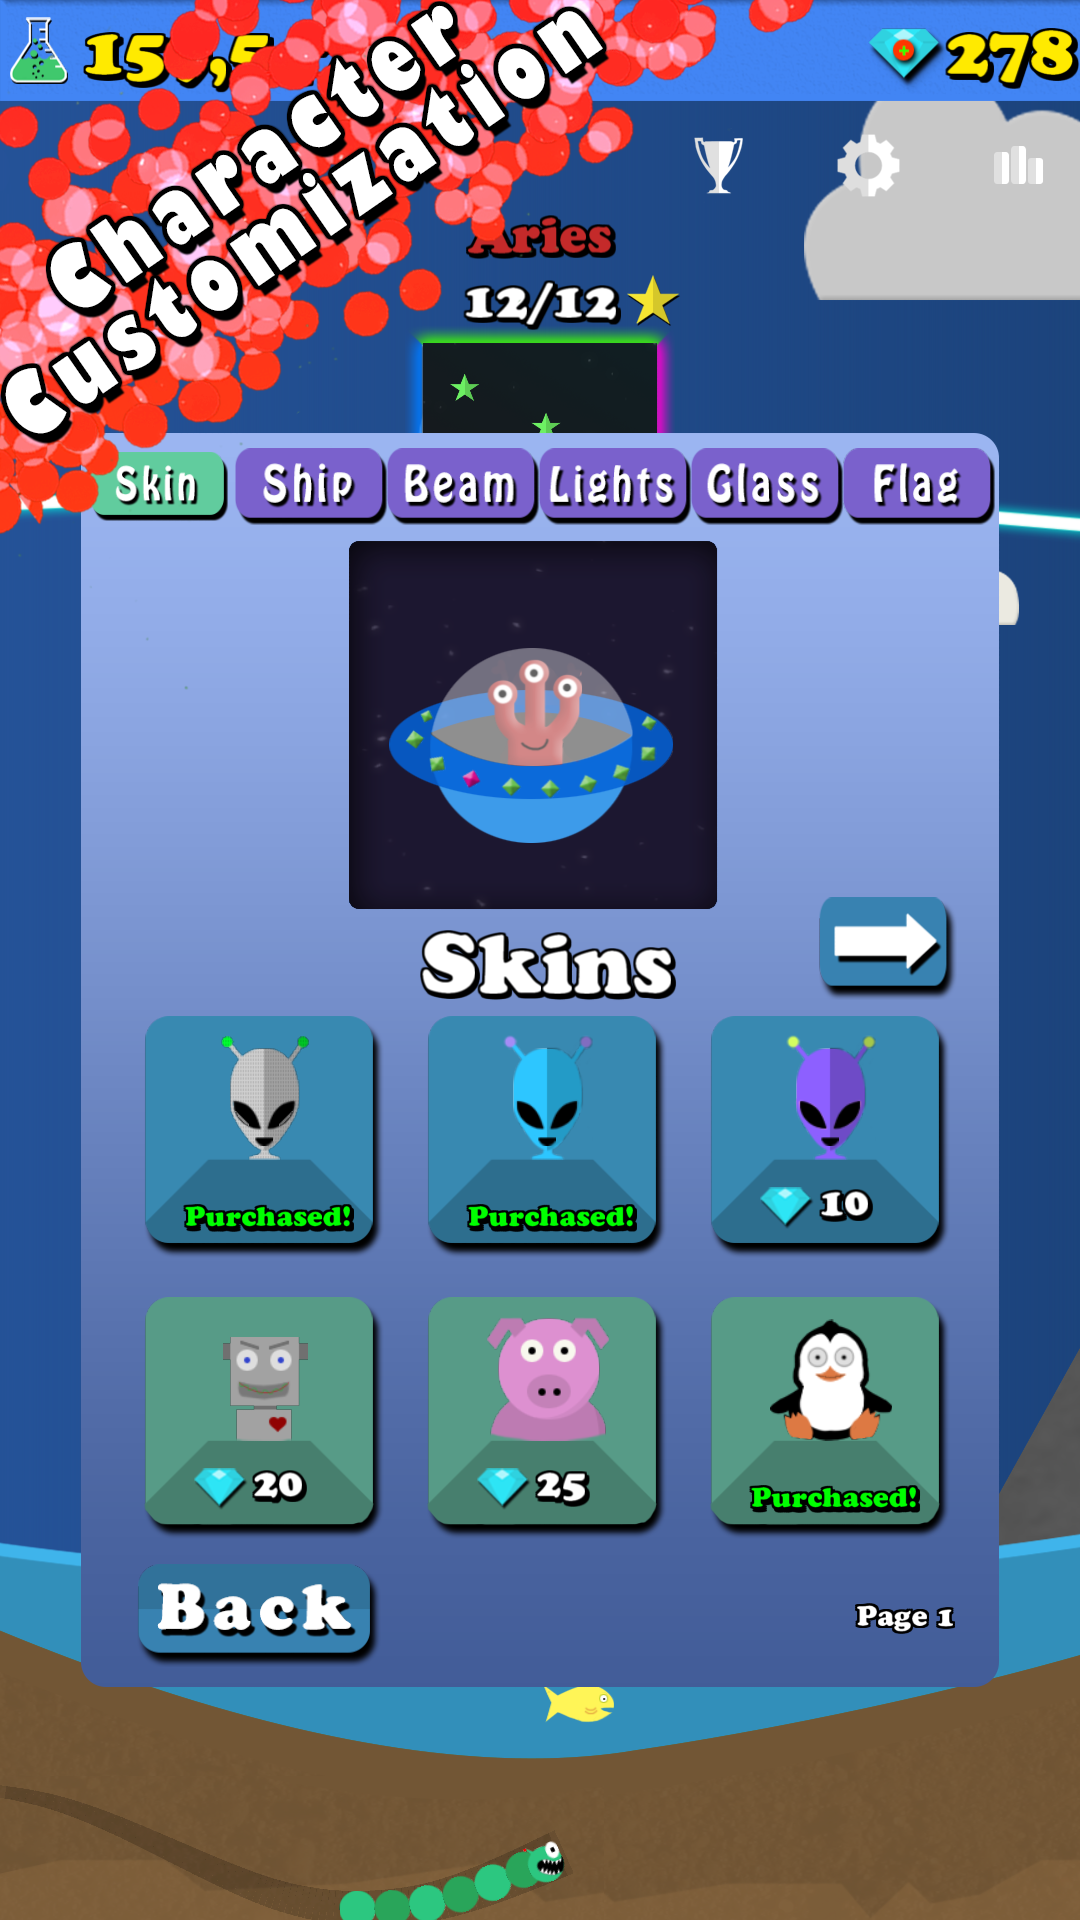 278
Character
Customization
Aries
12/12
Skin Ship Beam Lights Glass Flag
Skins
Purchased! Purchased! 10
20 25 Purchased!
Back Page 1